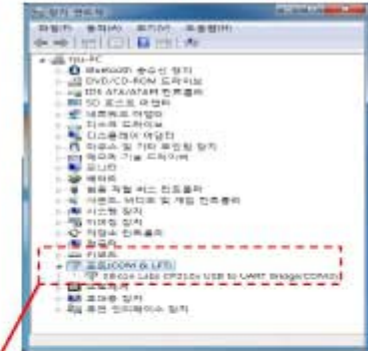 장치 관리자
파일(F) 동작(A) 보기(V) 도움말(H)
Bluetooth 송수신 장치
DVD/CD-ROM 드라이브
IDE ATA/ATAPI 컨트롤러
SD 호스트 어댑터
네트워크 어댑터
디스크 드라이브
디스플레이 어댑터
마우스 및 기타 포인팅 장치
모니터
배터리
범용 직렬 버스 컨트롤러
사운드, 비디오 및 게임 컨트롤러
시스템 장치
이미징 장치
키보드
포트(COM & LPT)
Silicon Labs CP210x USB to UART Bridge
프로세서
휴대용 장치
휴먼 인터페이스 장치